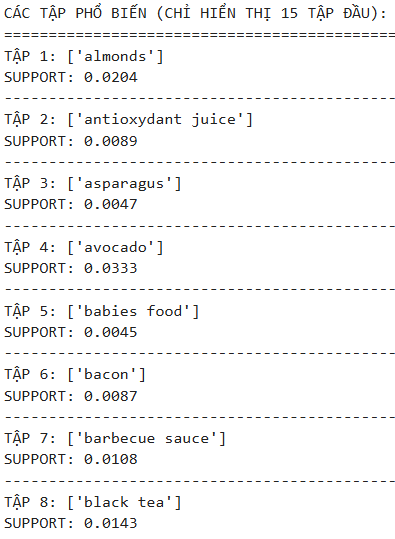 CÁC TẬP PHỔ BIẾN (CHỈ HIỂN THỊ 15 TẬP ĐẦU):
============================================
TẬP 1: ['almonds']
SUPPORT: 0.0204
--------------------------------------------
TẬP 2: ['antioxydant juice']
SUPPORT: 0.0089
--------------------------------------------
TẬP 3: ['asparagus']
SUPPORT: 0.0047
--------------------------------------------
TẬP 4: ['avocado']
SUPPORT: 0.0333
--------------------------------------------
TẬP 5: ['babies food']
SUPPORT: 0.0045
--------------------------------------------
TẬP 6: ['bacon']
SUPPORT: 0.0087
--------------------------------------------
TẬP 7: ['barbecue sauce']
SUPPORT: 0.0108
--------------------------------------------
TẬP 8: ['black tea']
SUPPORT: 0.0143